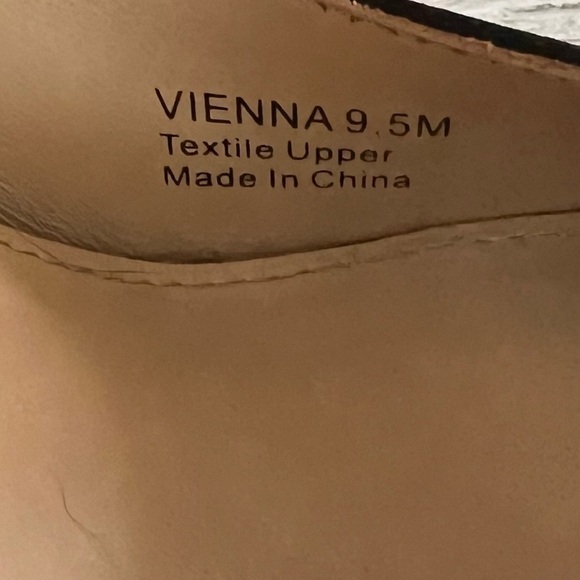 VIENNA 9.5M
Textile Upper
Made In China